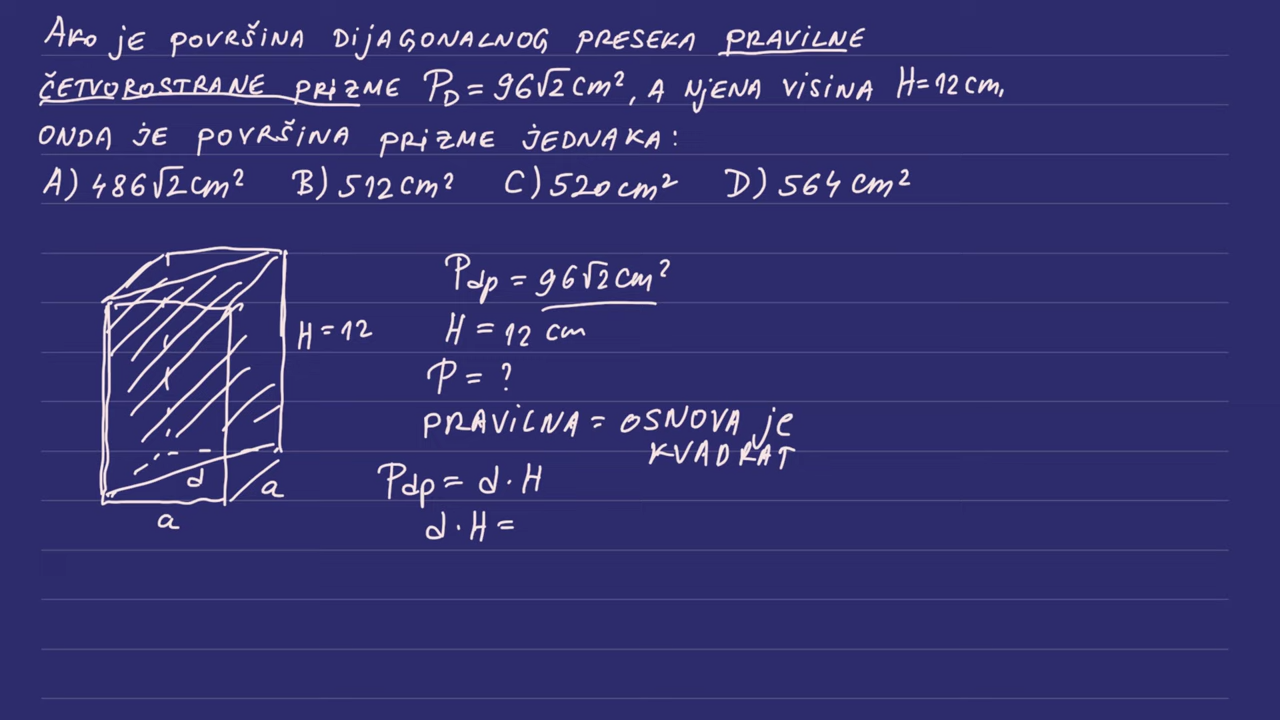 AKO JE POVRŠINA DIJAGONALNOG PRESEKA PRAVILNE
ČETVOROSTRANE PRIZME P_D = 96√2 cm², A NJENA VISINA H = 12 cm,
ONDA JE POVRŠINA PRIZME JEDNAKA:
A) 486√2 cm² B) 512 cm² C) 520 cm² D) 564 cm²
H = 12
d
a
a
P_dp = 96√2 cm²
H = 12 cm
P = ?
PRAVILNA = OSNOVA JE
KVADRAT
P_dp = d · H
d · H =